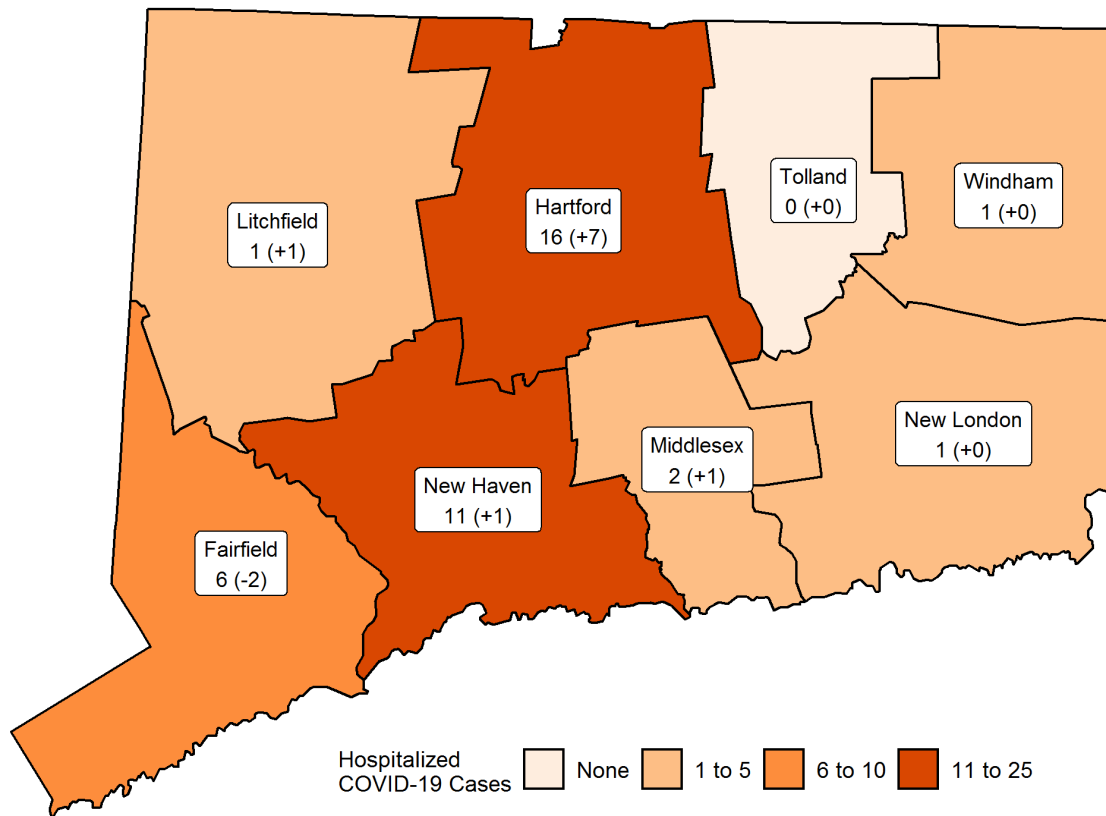 Tolland
0 (+0)
Windham
1 (+0)
Litchfield
1 (+1)
Hartford
16 (+7)
New London
1 (+0)
Middlesex
2 (+1)
New Haven
11 (+1)
Fairfield
6 (-2)
Hospitalized
COVID-19 Cases
None
1 to 5
6 to 10
11 to 25